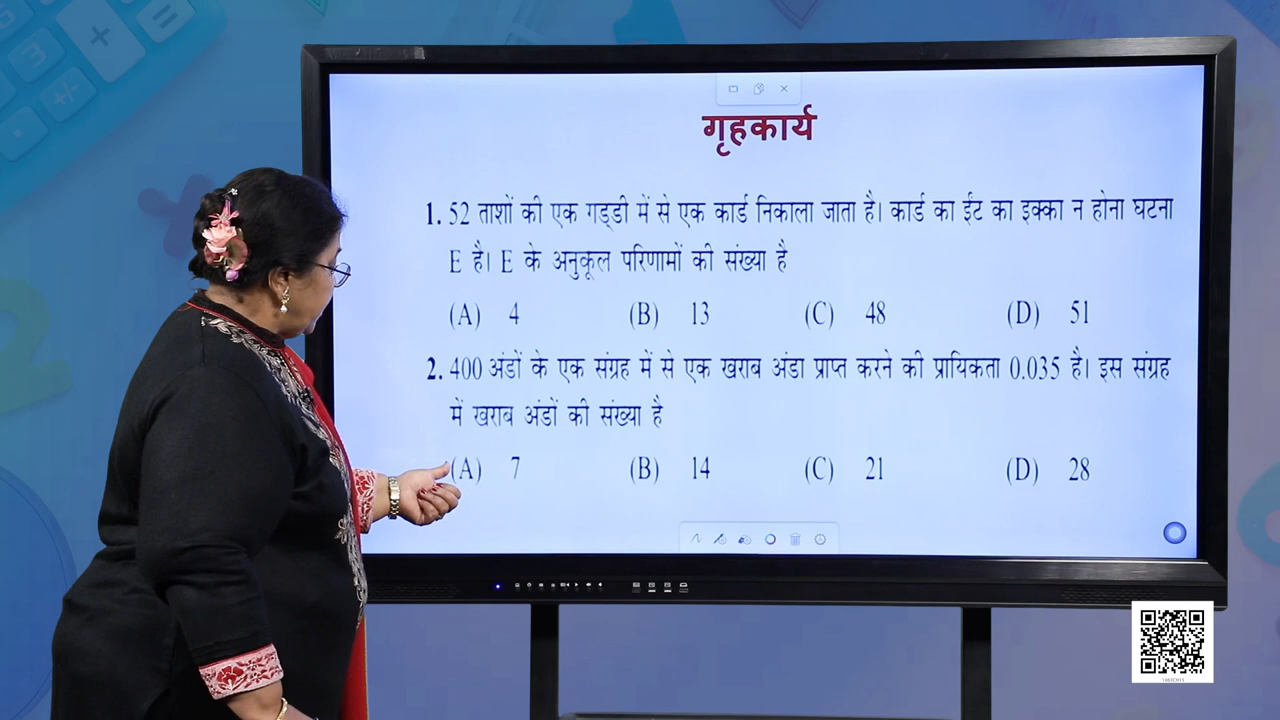 गृहकार्य
1. 52 ताशों की एक गड्डी में से एक कार्ड निकाला जाता है। कार्ड का ईंट का इक्का न होना घटना
E है। E के अनुकूल परिणामों की संख्या है
(A) 4 (B) 13 (C) 48 (D) 51
2. 400 अंडों के एक संग्रह में से एक खराब अंडा प्राप्त करने की प्रायिकता 0.035 है। इस संग्रह
में खराब अंडों की संख्या है
(A) 7 (B) 14 (C) 21 (D) 28